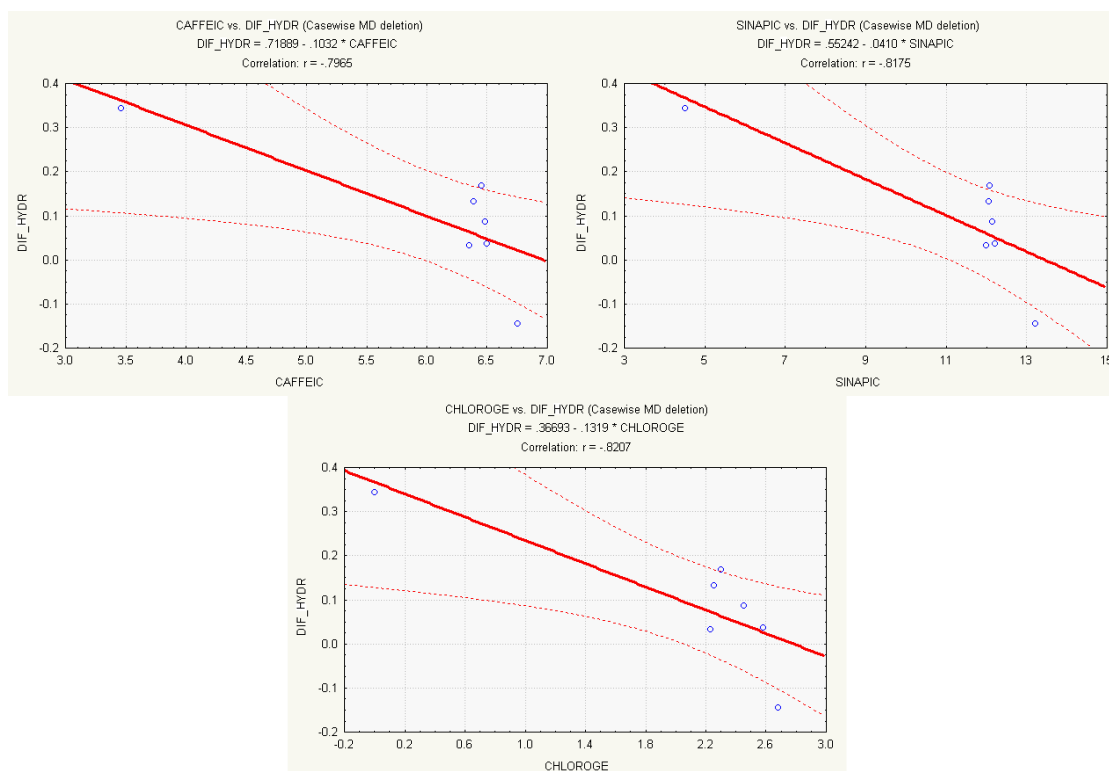 CAFFEIC vs. DIF_HYDR (Casewise MD deletion)
DIF_HYDR = .71889 - .1032 * CAFFEIC
Correlation: r = -.7965
0.4
0.3
0.2
0.1
0.0
-0.1
-0.2
DIF_HYDR
3.0 3.5 4.0 4.5 5.0 5.5 6.0 6.5 7.0
CAFFEIC
SINAPIC vs. DIF_HYDR (Casewise MD deletion)
DIF_HYDR = .55242 - .0410 * SINAPIC
Correlation: r = -.8175
0.4
0.3
0.2
0.1
0.0
-0.1
-0.2
DIF_HYDR
3 5 7 9 11 13 15
SINAPIC
CHLOROGE vs. DIF_HYDR (Casewise MD deletion)
DIF_HYDR = .36693 - .1319 * CHLOROGE
Correlation: r = -.8207
0.4
0.3
0.2
0.1
0.0
-0.1
-0.2
DIF_HYDR
-0.2 0.2 0.6 1.0 1.4 1.8 2.2 2.6 3.0
CHLOROGE